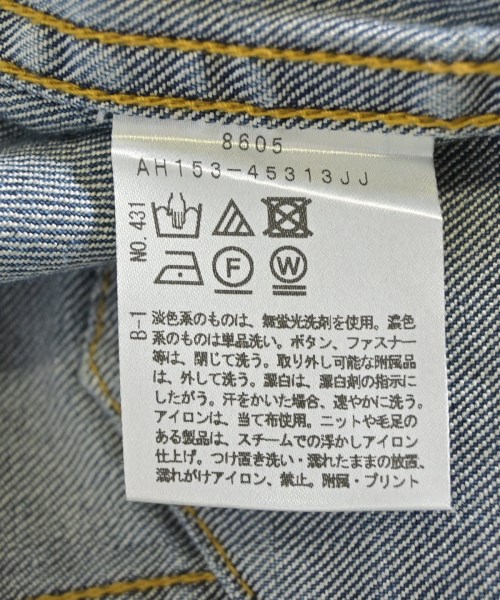 8605
AH153-45313JJ
NO.431
F
W
B-1
淡色系のものは、無蛍光洗剤を使用。濃色
系のものは単品洗い。ボタン、ファスナー
等は、閉じて洗う。取り外し可能な附属品
は、外して洗う。漂白は、漂白剤の指示に
したがう。汗をかいた場合、速やかに洗う。
アイロンは、当て布使用。ニットや毛足の
ある製品は、スチームでの浮かしアイロン
仕上げ。つけ置き洗い・濡れたままの放置、
濡れがけアイロン、禁止。附属・プリント